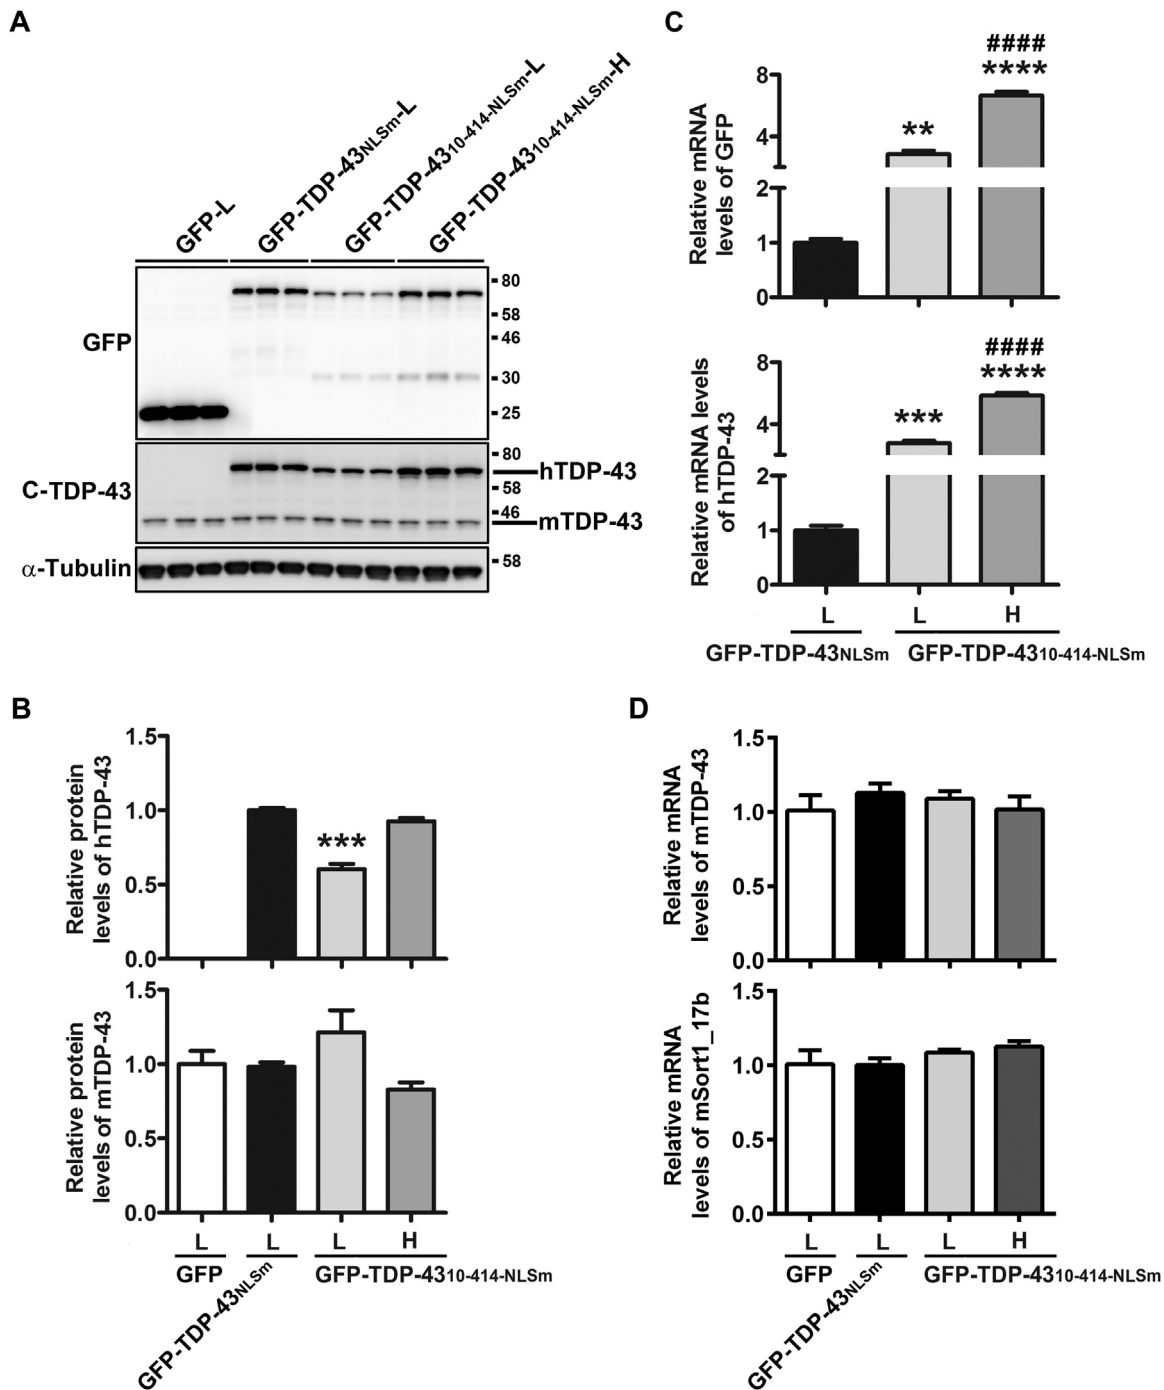 A
GFP-L
GFP-TDP-43NLSm-L
GFP-TDP-4310-414-NLSm-L
GFP-TDP-4310-414-NLSm-H
GFP
80
58
46
30
25
C-TDP-43
80
58
46
hTDP-43
mTDP-43
α-Tubulin
58
C
Relative mRNA
levels of GFP
8
4
2
1
0
**
####
****
Relative mRNA levels
of hTDP-43
8
4
2
1
0
***
####
****
L
L
H
GFP-TDP-43NLSm
GFP-TDP-4310-414-NLSm
B
Relative protein
levels of hTDP-43
1.5
1.0
0.5
0.0
***
Relative protein
levels of mTDP-43
1.5
1.0
0.5
0.0
L
L
L
H
GFP
GFP-TDP-43NLSm
GFP-TDP-4310-414-NLSm
D
Relative mRNA
levels of mTDP-43
1.5
1.0
0.5
0.0
Relative mRNA
levels of mSort1_17b
1.5
1.0
0.5
0.0
L
L
L
H
GFP
GFP-TDP-43NLSm
GFP-TDP-4310-414-NLSm